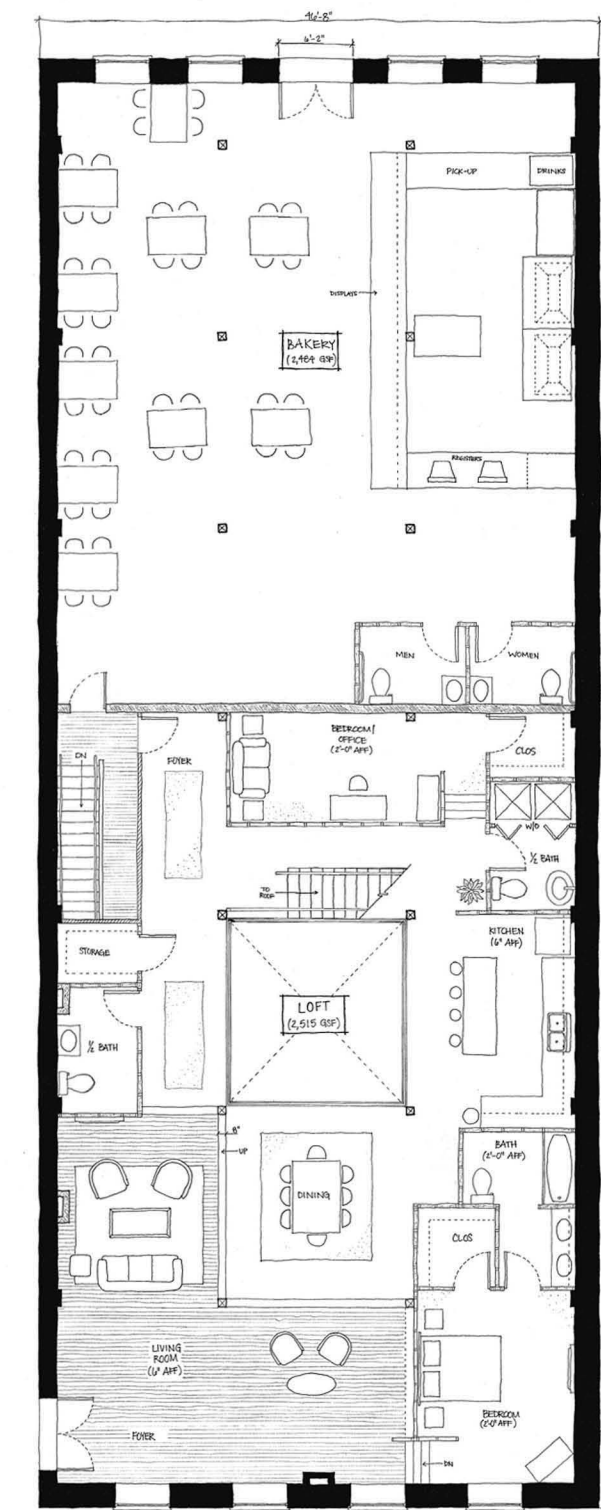 46'-8"
6'-2"
PICK-UP
DRINKS
DISPLAYS
BAKERY
(2,484 GSF)
REGISTERS
MEN
WOMEN
BEDROOM/
OFFICE
(2'-0" AFF)
CLOS
DN
FOYER
W/D
1/2 BATH
TO
ROOF
KITCHEN
(6" AFF)
STORAGE
LOFT
(2,515 GSF)
1/2 BATH
6"
UP
BATH
(2'-0" AFF)
DINING
CLOS
LIVING
ROOM
(6" AFF)
BEDROOM
(2'-0" AFF)
FOYER
DN